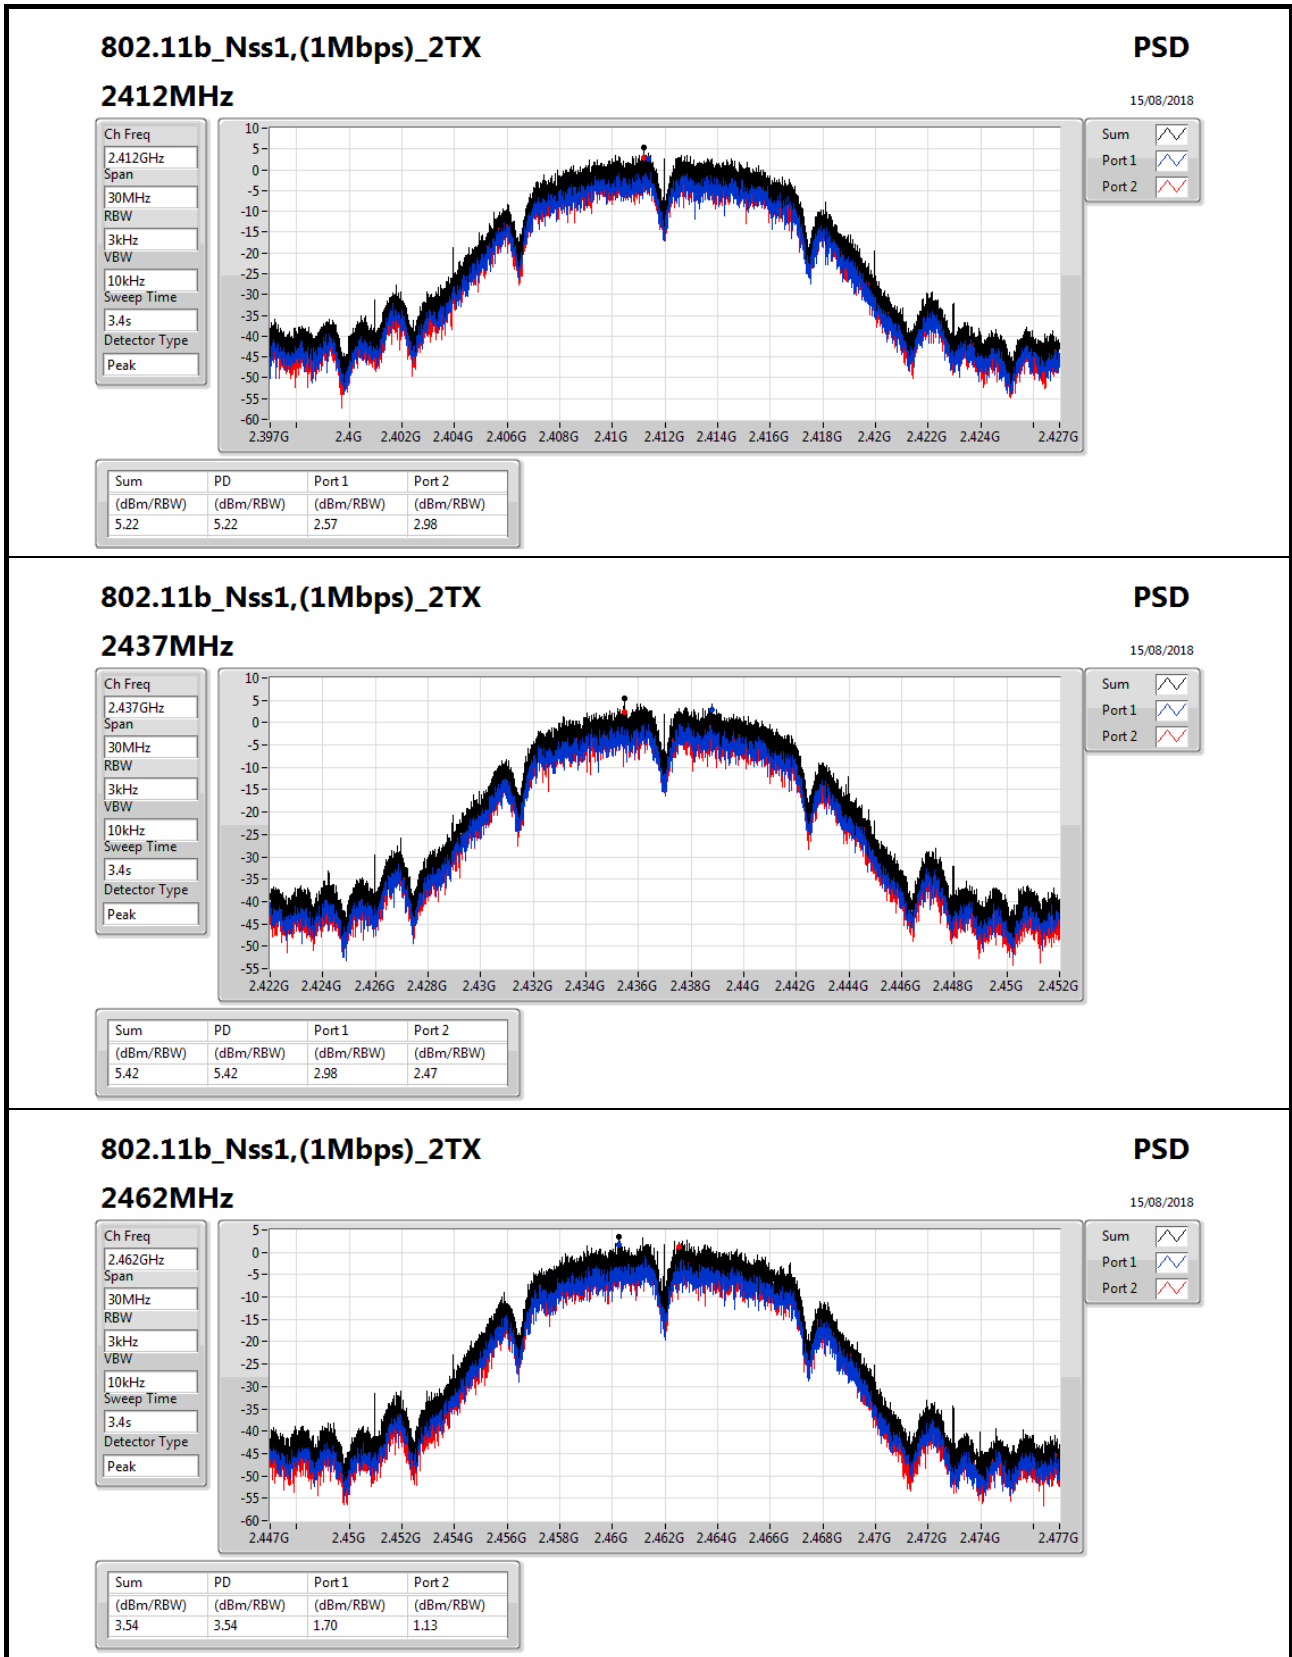 802.11b_Nss1,(1Mbps)_2TX PSD
2412MHz 15/08/2018
Ch Freq
2.412GHz
Span
30MHz
RBW
3kHz
VBW
10kHz
Sweep Time
3.4s
Detector Type
Peak
10
5
0
-5
-10
-15
-20
-25
-30
-35
-40
-45
-50
-55
-60
2.397G 2.4G 2.402G 2.404G 2.406G 2.408G 2.41G 2.412G 2.414G 2.416G 2.418G 2.42G 2.422G 2.424G 2.427G
Sum
Port 1
Port 2
Sum PD Port 1 Port 2
(dBm/RBW) (dBm/RBW) (dBm/RBW) (dBm/RBW)
5.22 5.22 2.57 2.98
802.11b_Nss1,(1Mbps)_2TX PSD
2437MHz 15/08/2018
Ch Freq
2.437GHz
Span
30MHz
RBW
3kHz
VBW
10kHz
Sweep Time
3.4s
Detector Type
Peak
10
5
0
-5
-10
-15
-20
-25
-30
-35
-40
-45
-50
-55
2.422G 2.424G 2.426G 2.428G 2.43G 2.432G 2.434G 2.436G 2.438G 2.44G 2.442G 2.444G 2.446G 2.448G 2.45G 2.452G
Sum
Port 1
Port 2
Sum PD Port 1 Port 2
(dBm/RBW) (dBm/RBW) (dBm/RBW) (dBm/RBW)
5.42 5.42 2.98 2.47
802.11b_Nss1,(1Mbps)_2TX PSD
2462MHz 15/08/2018
Ch Freq
2.462GHz
Span
30MHz
RBW
3kHz
VBW
10kHz
Sweep Time
3.4s
Detector Type
Peak
5
0
-5
-10
-15
-20
-25
-30
-35
-40
-45
-50
-55
-60
2.447G 2.45G 2.452G 2.454G 2.456G 2.458G 2.46G 2.462G 2.464G 2.466G 2.468G 2.47G 2.472G 2.474G 2.477G
Sum
Port 1
Port 2
Sum PD Port 1 Port 2
(dBm/RBW) (dBm/RBW) (dBm/RBW) (dBm/RBW)
3.54 3.54 1.70 1.13